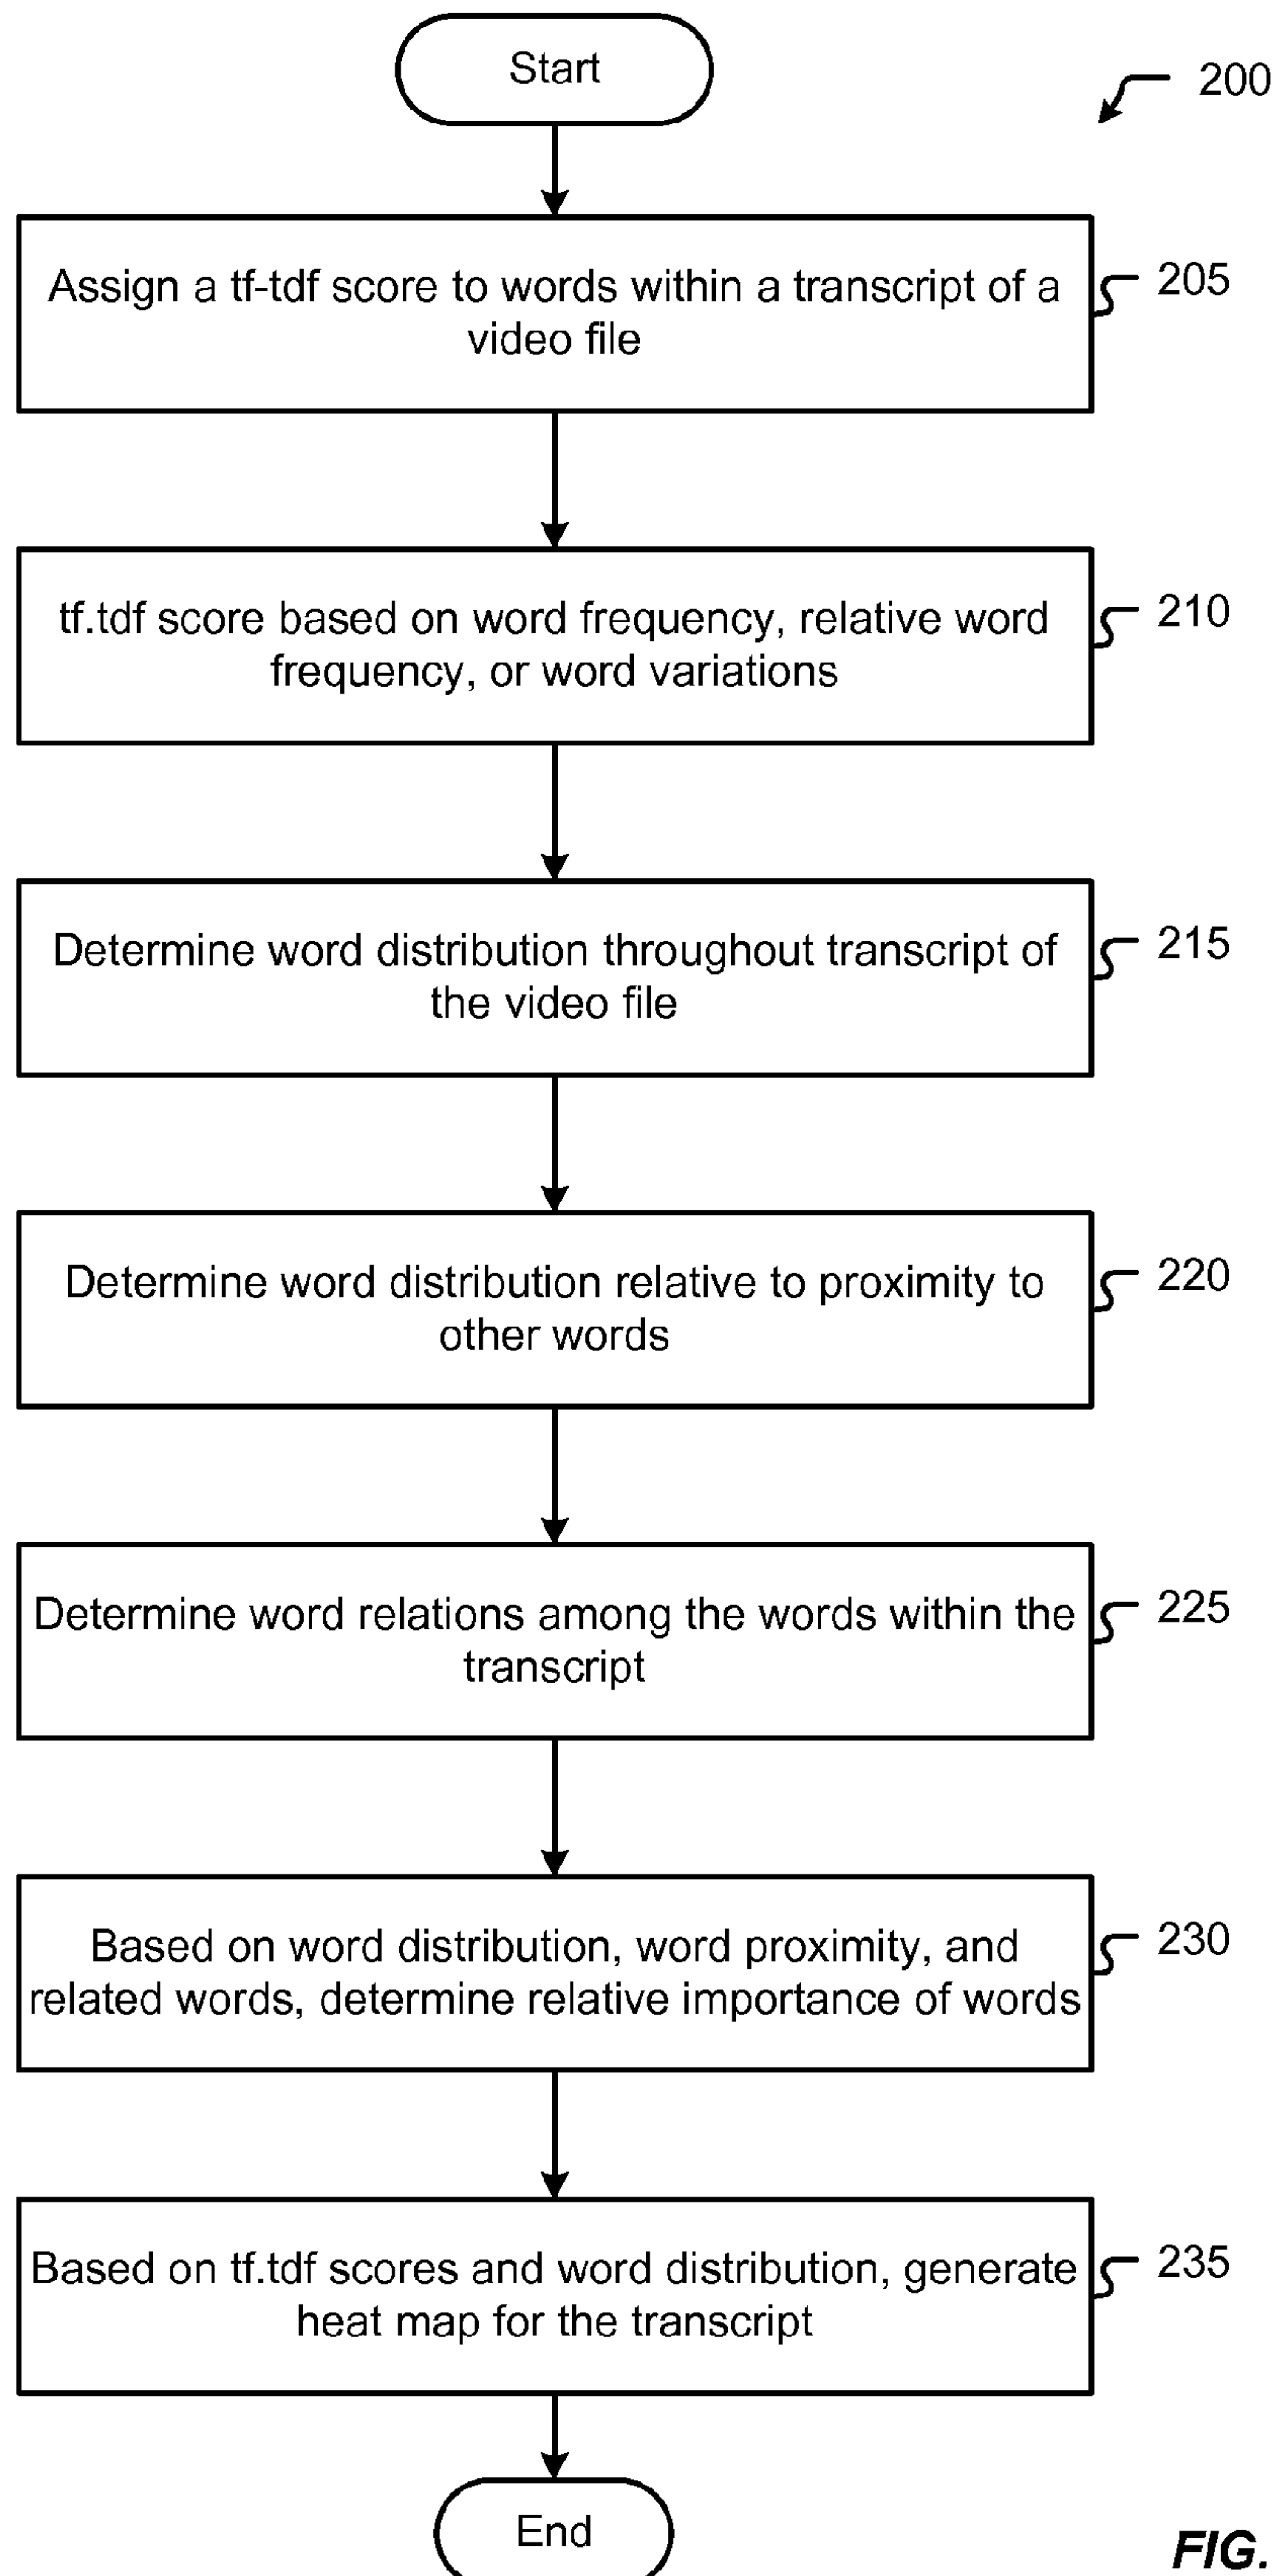 Start
200
Assign a tf-tdf score to words within a transcript of a
video file
205
tf.tdf score based on word frequency, relative word
frequency, or word variations
210
Determine word distribution throughout transcript of
the video file
215
Determine word distribution relative to proximity to
other words
220
Determine word relations among the words within the
transcript
225
Based on word distribution, word proximity, and
related words, determine relative importance of words
230
Based on tf.tdf scores and word distribution, generate
heat map for the transcript
235
End
FIG.